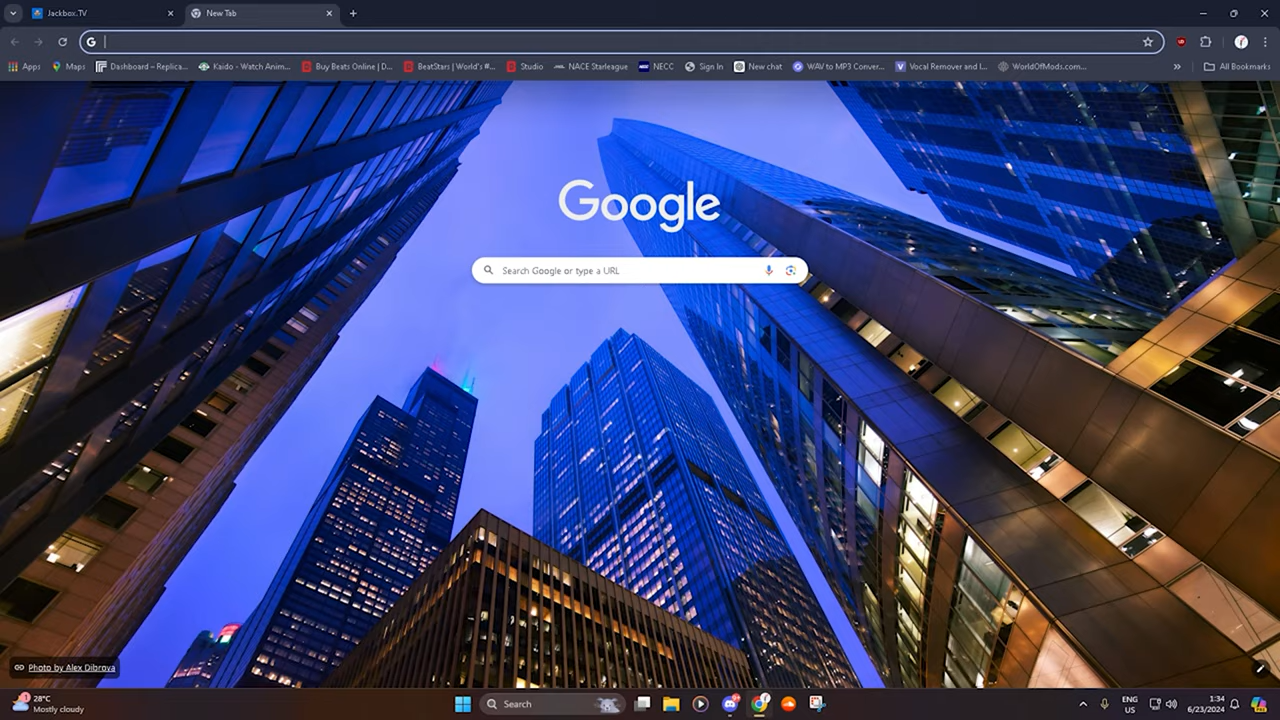 Jackbox.TV
New Tab
Apps Maps Dashboard – Replica... Kaido - Watch Anim... Buy Beats Online | D... BeatStars | World's #... Studio NACE Starleague NECC Sign In New chat WAV to MP3 Conver... Vocal Remover and I... WorldOfMods.com... » All Bookmarks
Google
Search Google or type a URL
Photo by Alex Dibrova
28°C
Mostly cloudy
Search
ENG
US
1:34
6/23/2024